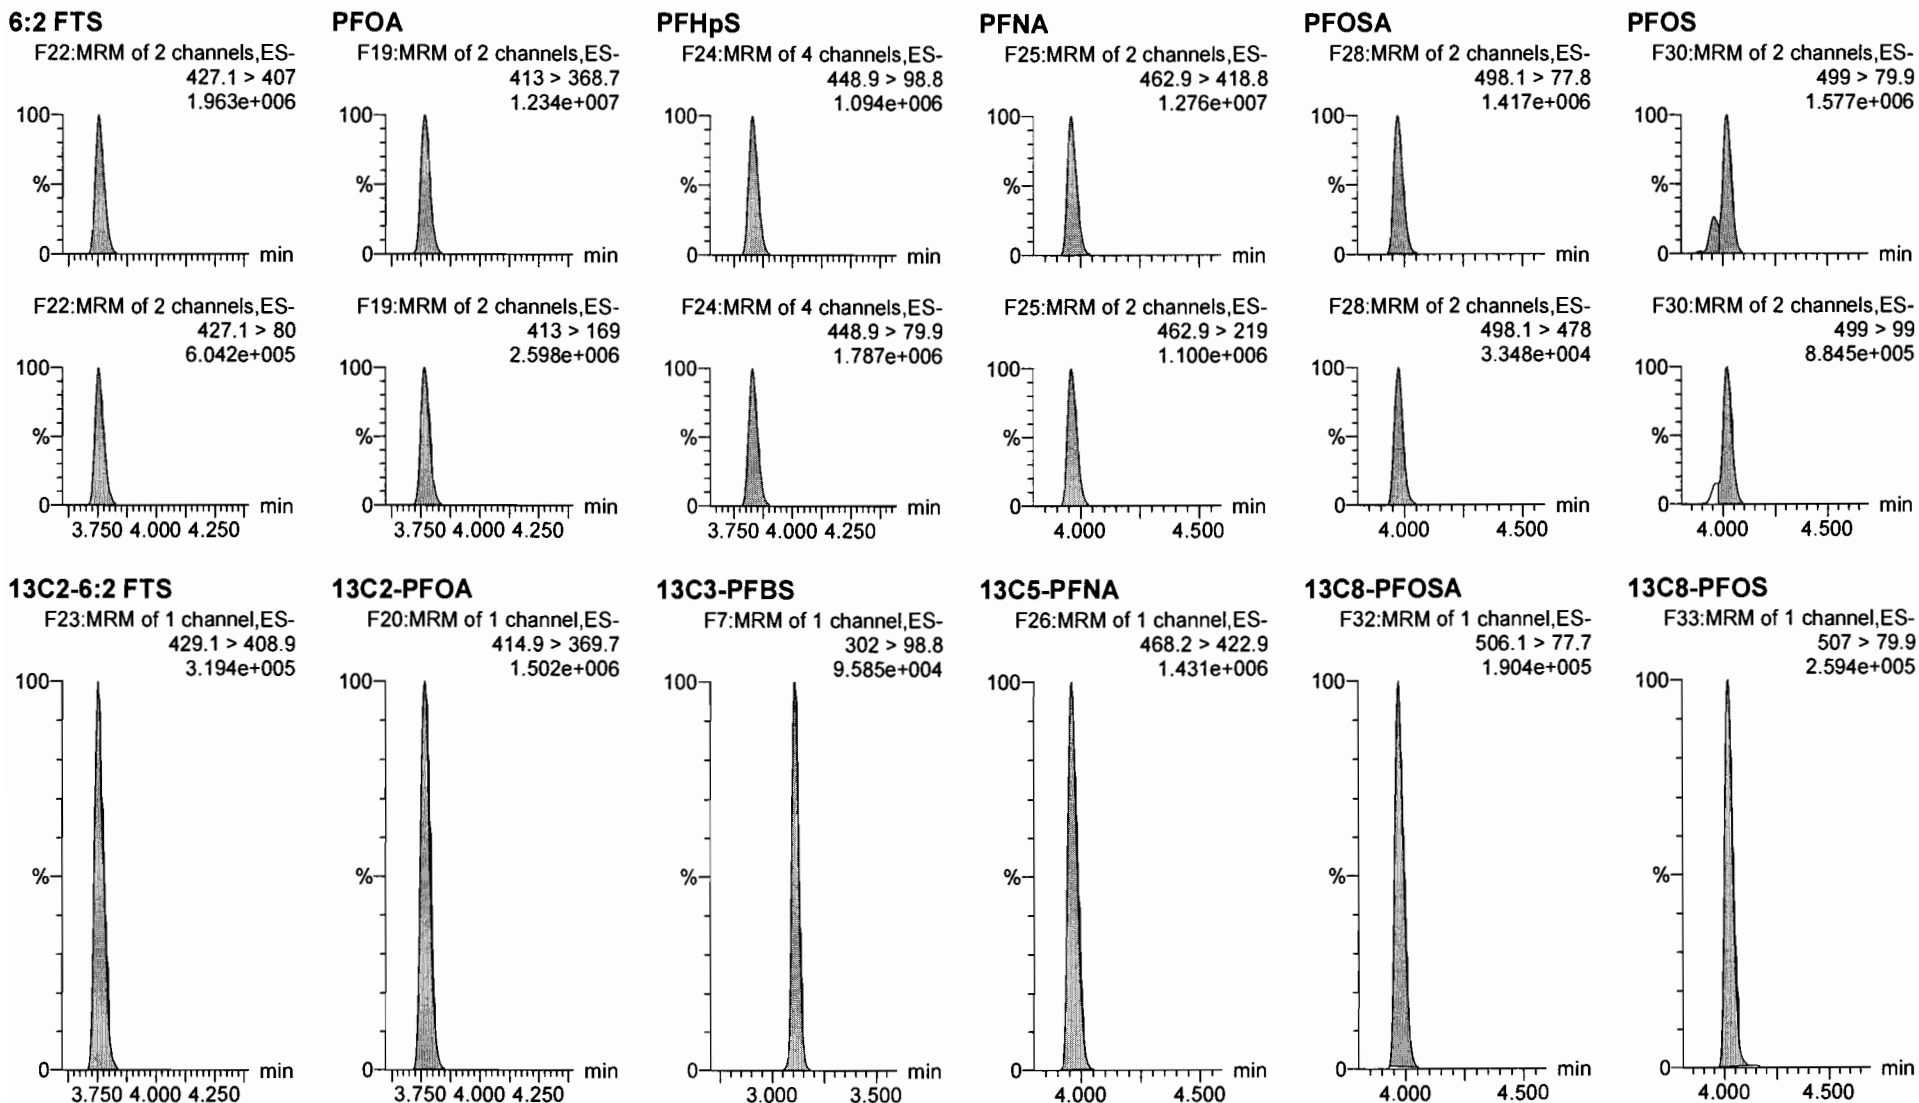 6:2 FTS
F22:MRM of 2 channels,ES-
427.1 > 407
1.963e+006
100
%
0
min
F22:MRM of 2 channels,ES-
427.1 > 80
6.042e+005
100
%
0
min
3.750 4.000 4.250
PFOA
F19:MRM of 2 channels,ES-
413 > 368.7
1.234e+007
100
%
0
min
F19:MRM of 2 channels,ES-
413 > 169
2.598e+006
100
%
0
min
3.750 4.000 4.250
PFHpS
F24:MRM of 4 channels,ES-
448.9 > 98.8
1.094e+006
100
%
0
min
F24:MRM of 4 channels,ES-
448.9 > 79.9
1.787e+006
100
%
0
min
3.750 4.000 4.250
PFNA
F25:MRM of 2 channels,ES-
462.9 > 418.8
1.276e+007
100
%
0
min
F25:MRM of 2 channels,ES-
462.9 > 219
1.100e+006
100
%
0
min
4.000 4.500
PFOSA
F28:MRM of 2 channels,ES-
498.1 > 77.8
1.417e+006
100
%
0
min
F28:MRM of 2 channels,ES-
498.1 > 478
3.348e+004
100
%
0
min
4.000 4.500
PFOS
F30:MRM of 2 channels,ES-
499 > 79.9
1.577e+006
100
%
0
min
F30:MRM of 2 channels,ES-
499 > 99
8.845e+005
100
%
0
min
4.000 4.500
13C2-6:2 FTS
F23:MRM of 1 channel,ES-
429.1 > 408.9
3.194e+005
100
%
0
min
3.750 4.000 4.250
13C2-PFOA
F20:MRM of 1 channel,ES-
414.9 > 369.7
1.502e+006
100
%
0
min
3.750 4.000 4.250
13C3-PFBS
F7:MRM of 1 channel,ES-
302 > 98.8
9.585e+004
100
%
0
min
3.000 3.500
13C5-PFNA
F26:MRM of 1 channel,ES-
468.2 > 422.9
1.431e+006
100
%
0
min
4.000 4.500
13C8-PFOSA
F32:MRM of 1 channel,ES-
506.1 > 77.7
1.904e+005
100
%
0
min
4.000 4.500
13C8-PFOS
F33:MRM of 1 channel,ES-
507 > 79.9
2.594e+005
100
%
0
min
4.000 4.500